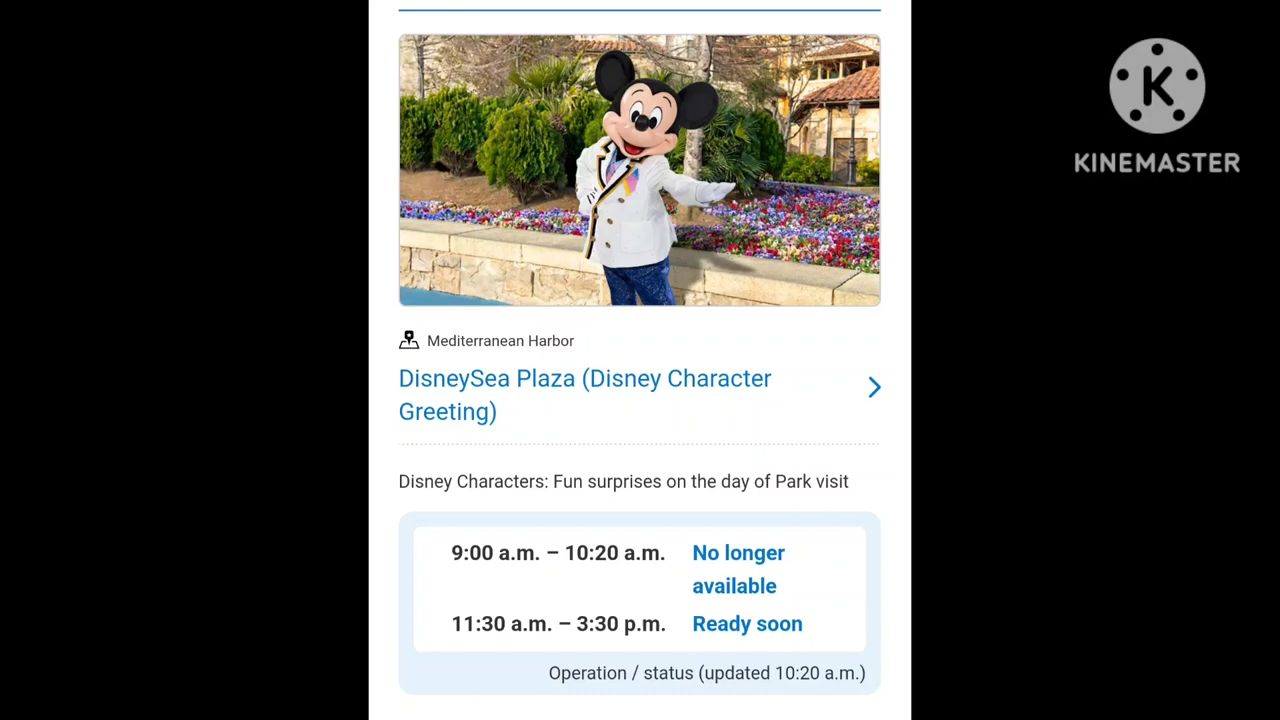 K
KINEMASTER
Mediterranean Harbor
DisneySea Plaza (Disney Character
Greeting)
Disney Characters: Fun surprises on the day of Park visit
9:00 a.m. – 10:20 a.m. No longer
available
11:30 a.m. – 3:30 p.m. Ready soon
Operation / status (updated 10:20 a.m.)